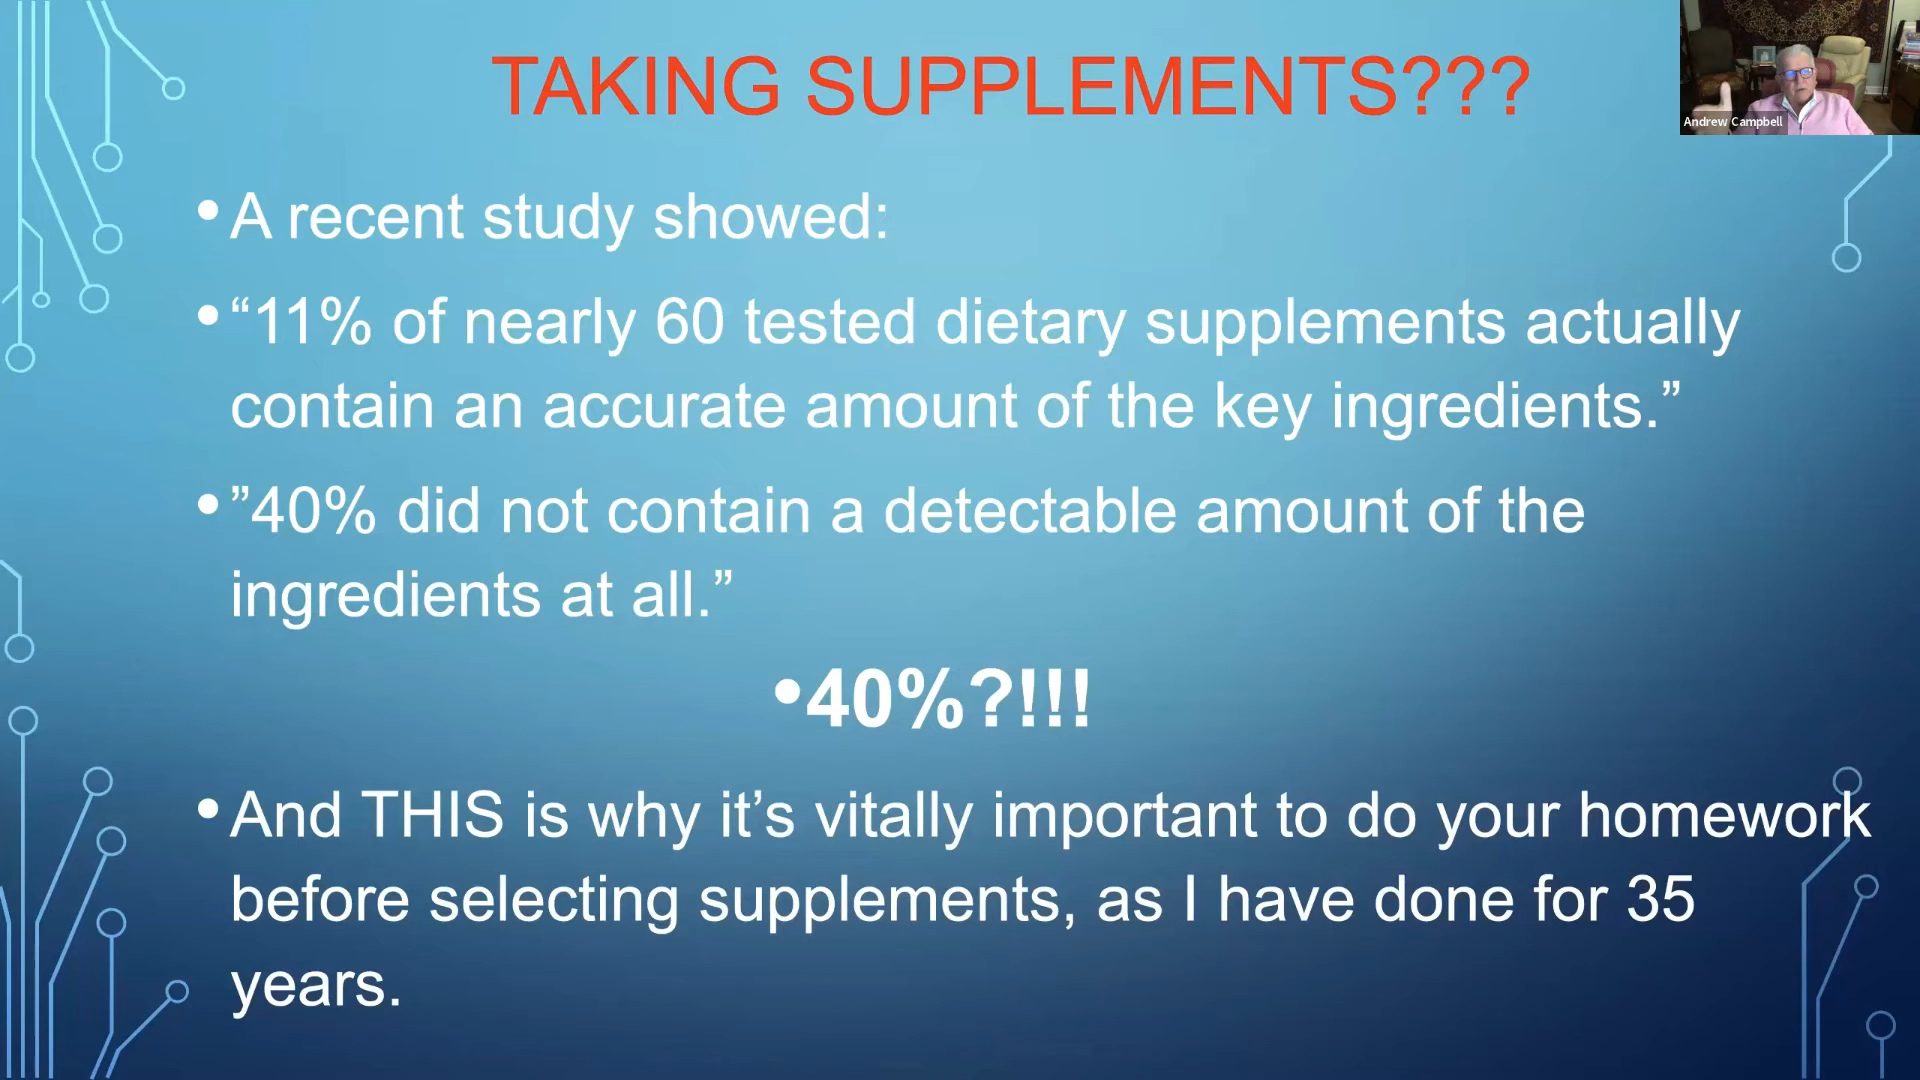 TAKING SUPPLEMENTS???
Andrew Campbell
•A recent study showed:
•“11% of nearly 60 tested dietary supplements actually
contain an accurate amount of the key ingredients.”
•”40% did not contain a detectable amount of the
ingredients at all.”
•40%?!!!
•And THIS is why it’s vitally important to do your homework
before selecting supplements, as I have done for 35
years.